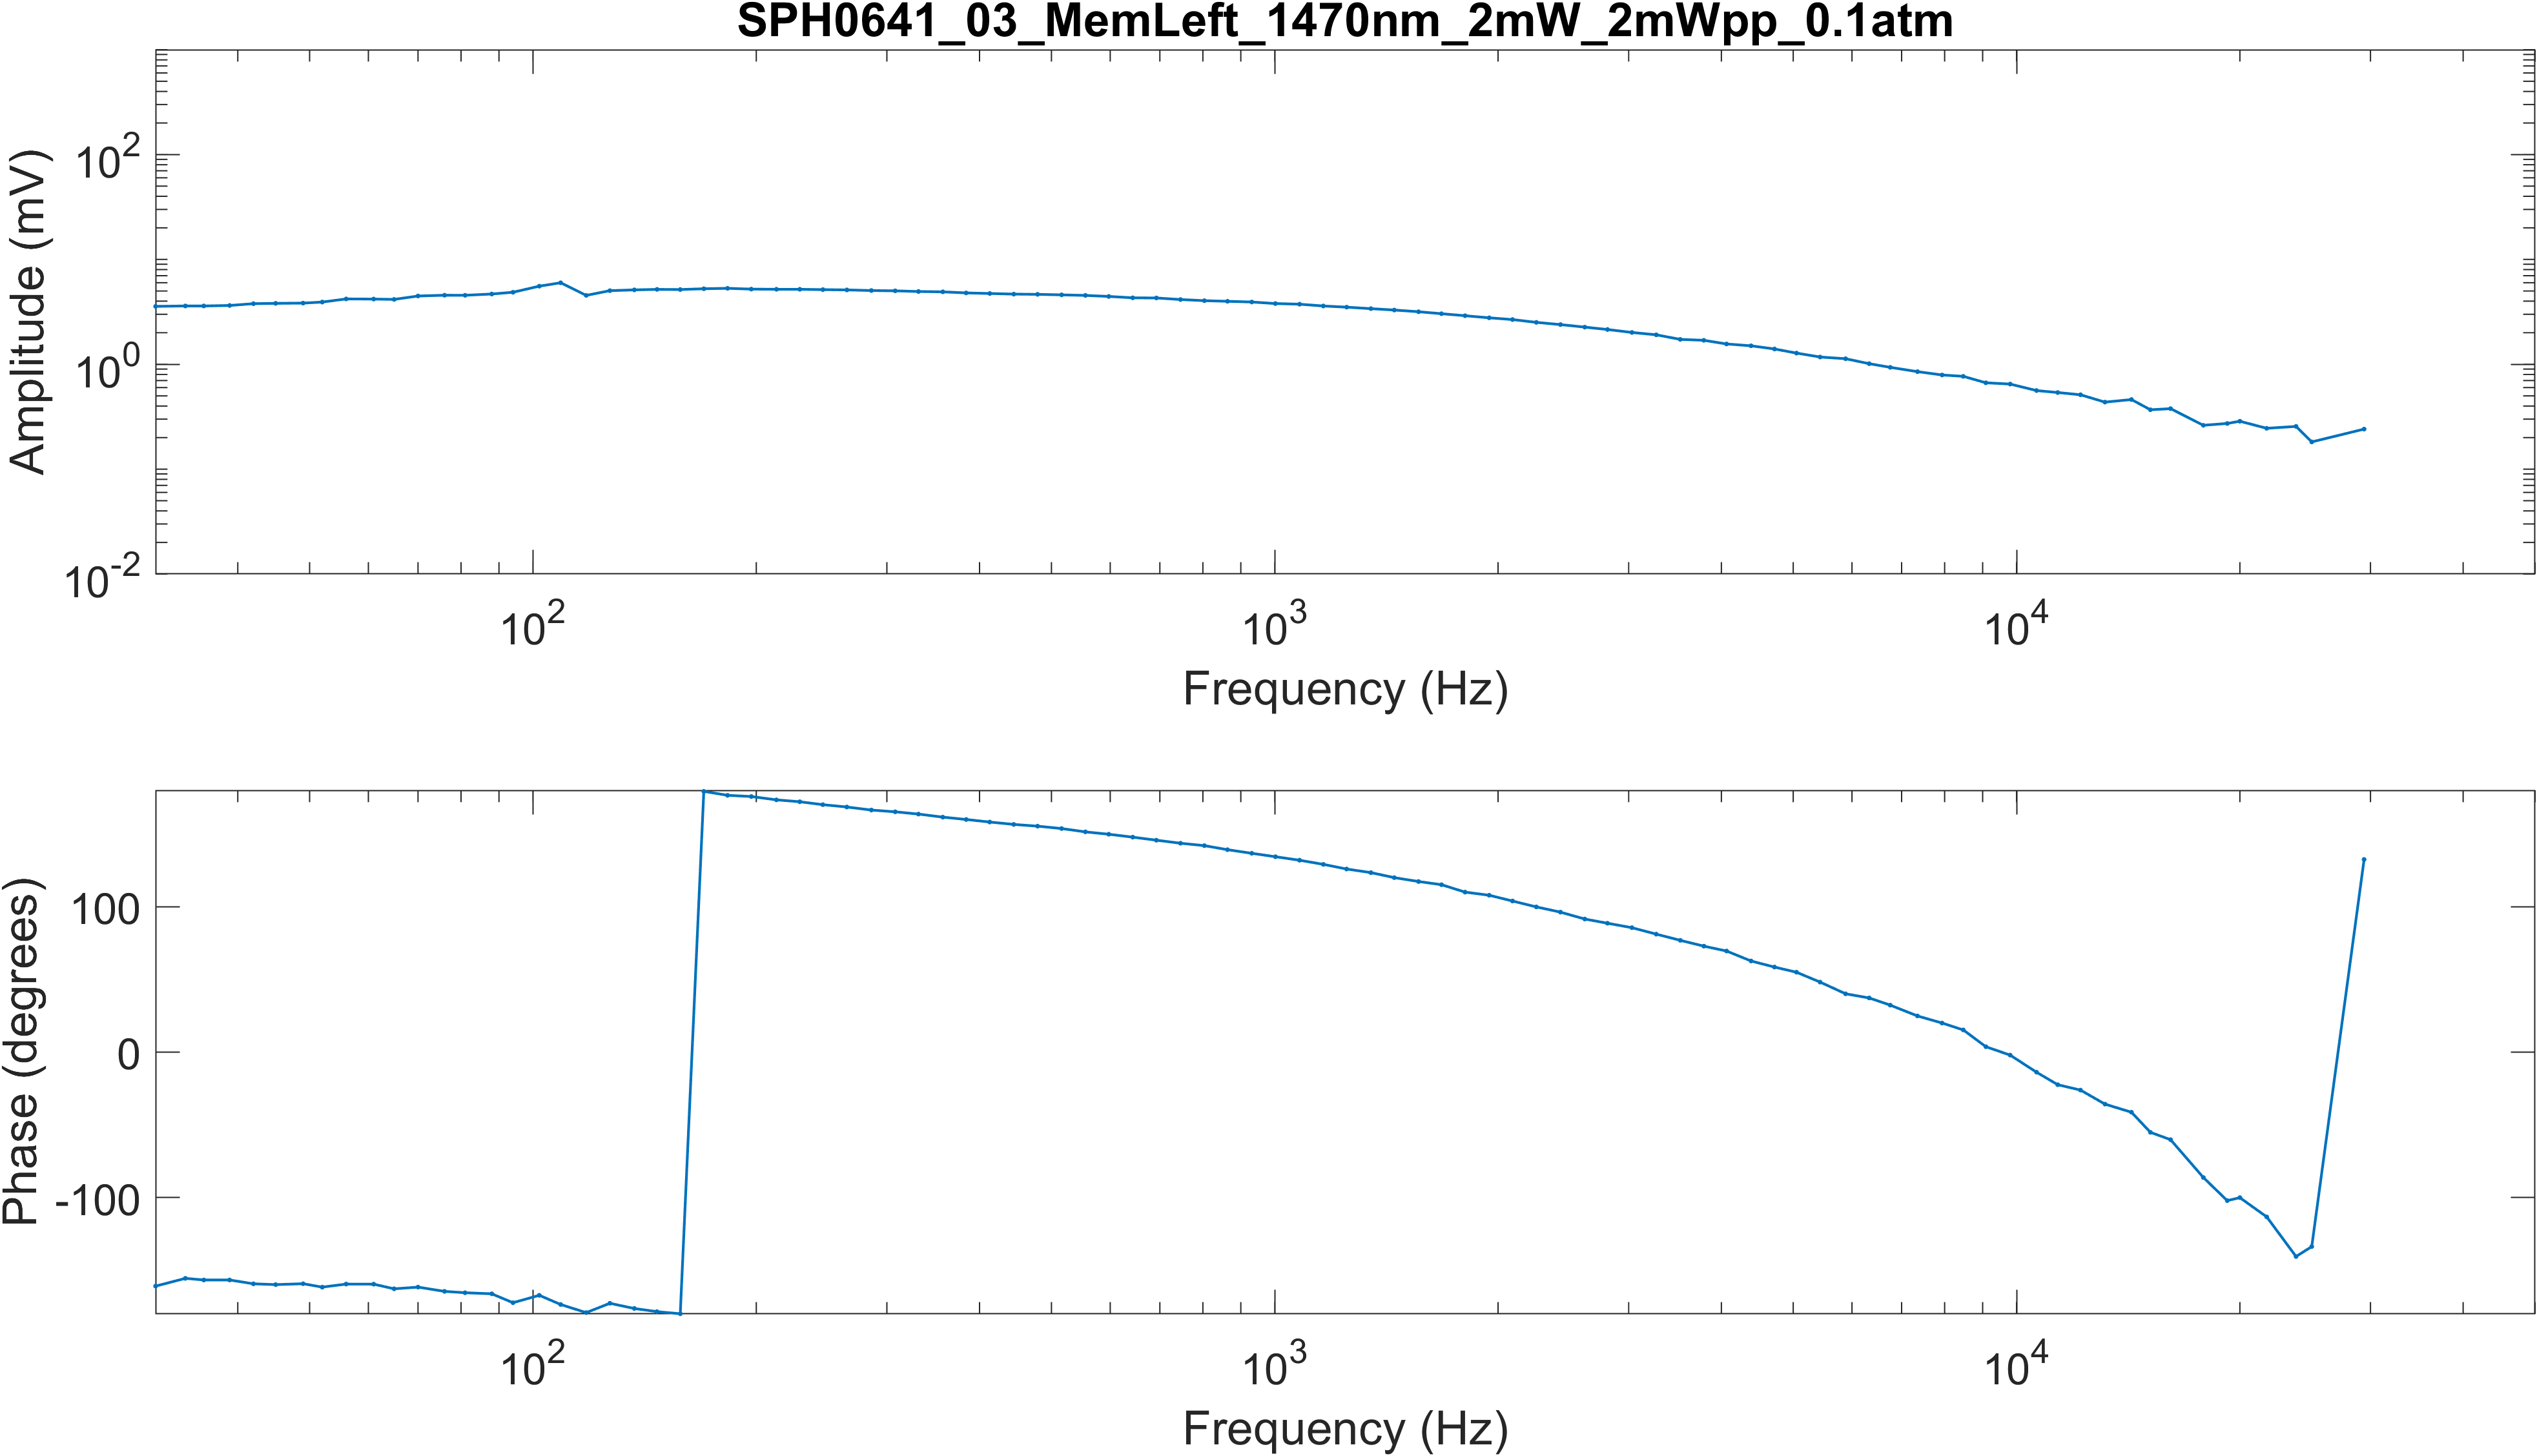 SPH0641_03_MemLeft_1470nm_2mW_2mWpp_0.1atm
Amplitude (mV)
10^2
10^0
10^-2
10^2 10^3 10^4
Frequency (Hz)
Phase (degrees)
100
0
-100
10^2 10^3 10^4
Frequency (Hz)